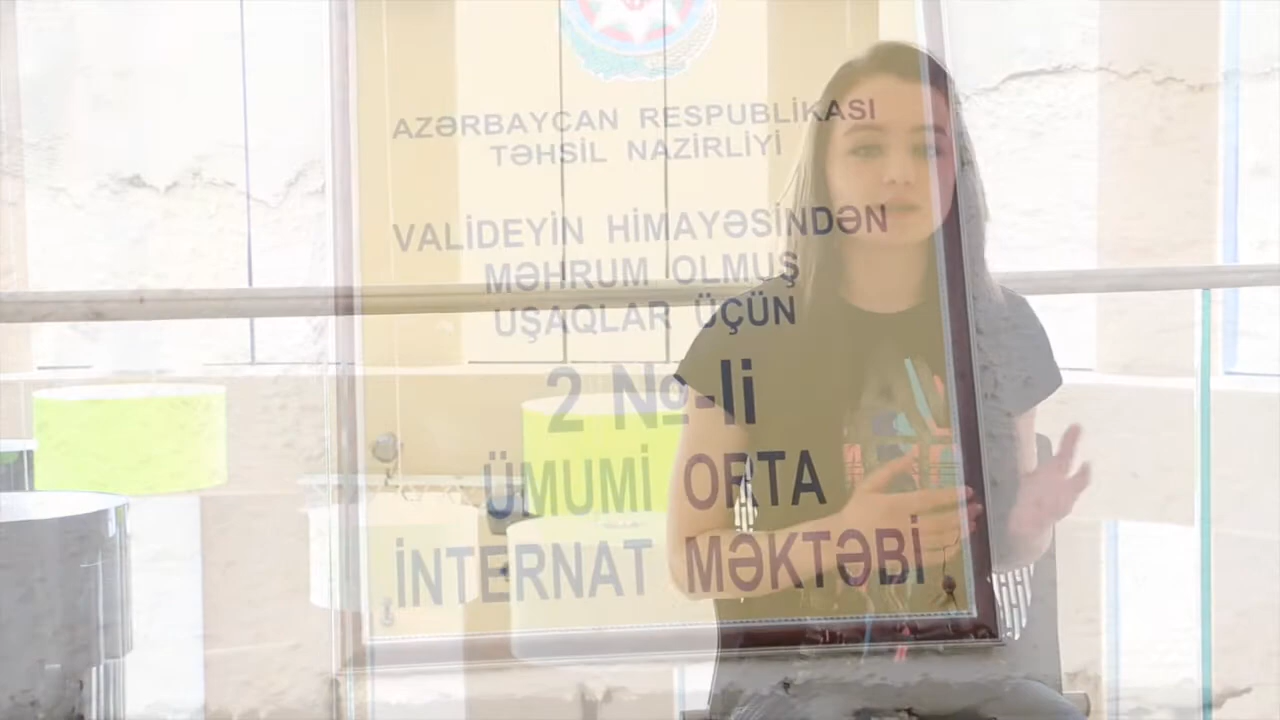 AZƏRBAYCAN RESPUBLİKASI
TƏHSİL NAZİRLİYİ
VALİDEYİN HİMAYƏSİNDƏN
MƏHRUM OLMUŞ
UŞAQLAR ÜÇÜN
2 №-li
ÜMUMİ ORTA
İNTERNAT MƏKTƏBİ